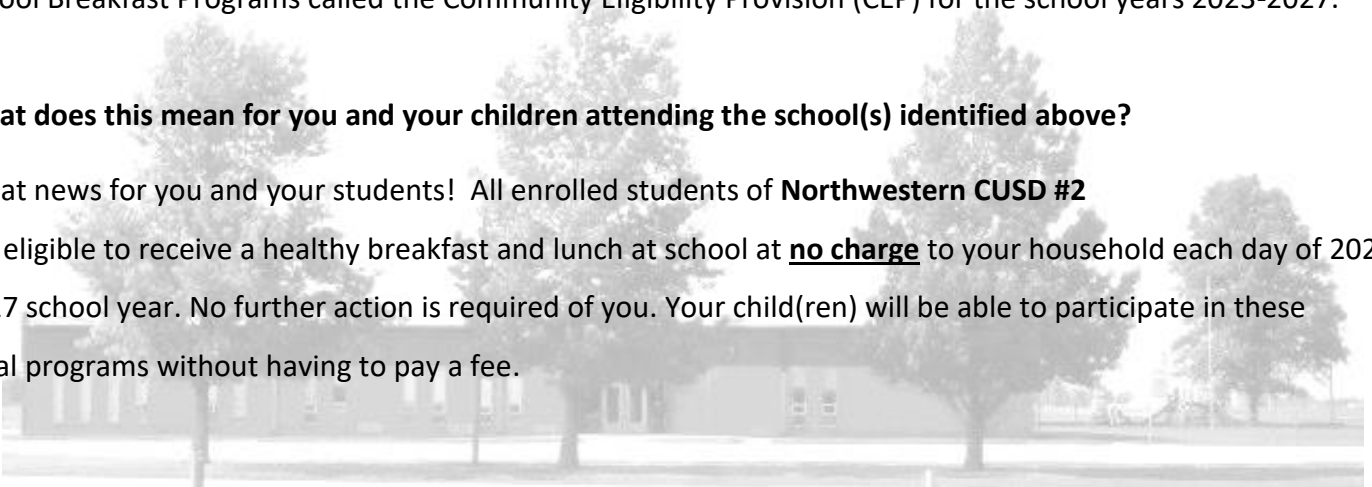 ool Breakfast Programs called the Community Eligibility Provision (CEP) for the school years 2023-2027.
at does this mean for you and your children attending the school(s) identified above?
at news for you and your students! All enrolled students of Northwestern CUSD #2
eligible to receive a healthy breakfast and lunch at school at no charge to your household each day of 202
7 school year. No further action is required of you. Your child(ren) will be able to participate in these
al programs without having to pay a fee.